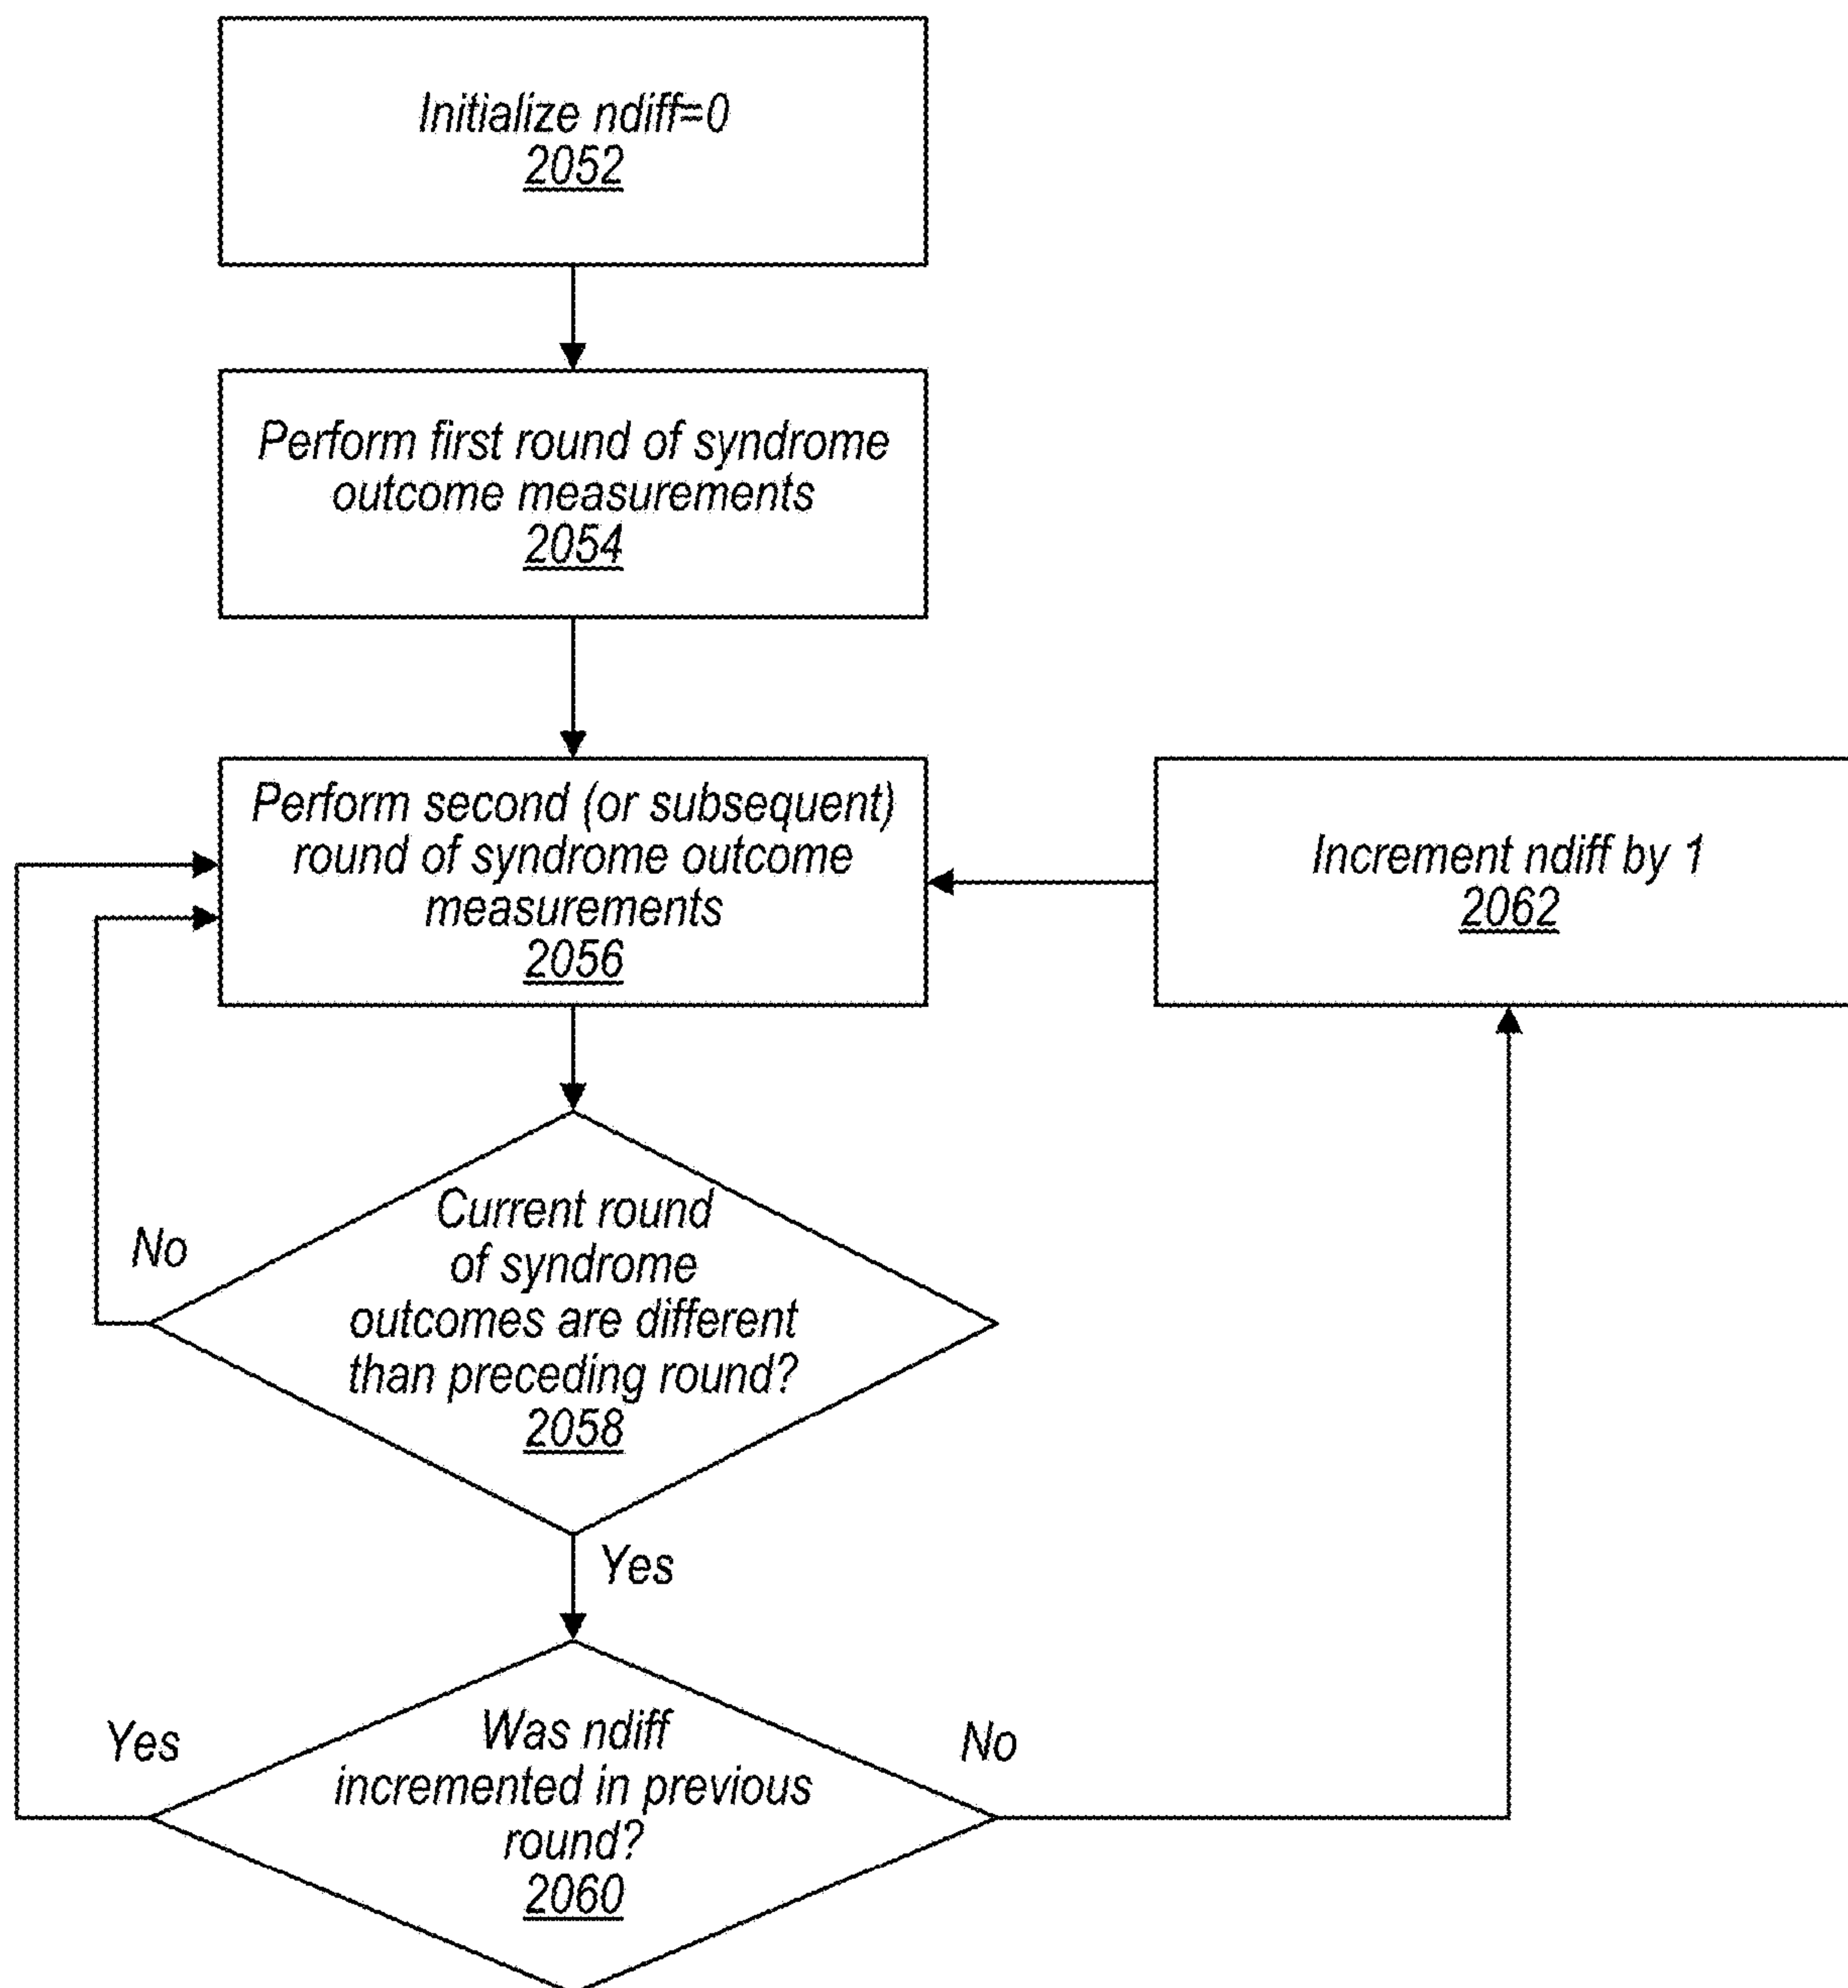 Initialize ndiff=0
2052
Perform first round of syndrome
outcome measurements
2054
Perform second (or subsequent)
round of syndrome outcome
measurements
2056
Increment ndiff by 1
2062
Current round
of syndrome
outcomes are different
than preceding round?
2058
No
Yes
Was ndiff
incremented in previous
round?
2060
Yes
No